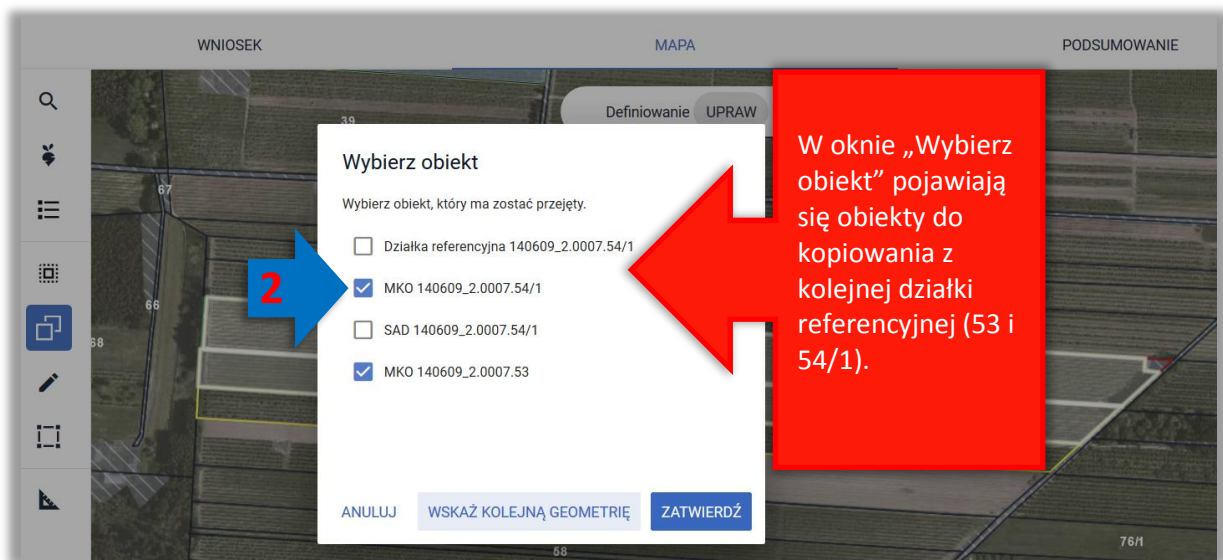 WNIOSEK
MAPA
PODSUMOWANIE
39
Definiowanie UPRAW
67
66
68
Wybierz obiekt
Wybierz obiekt, który ma zostać przejęty.
Działka referencyjna 140609_2.0007.54/1
2
MKO 140609_2.0007.54/1
SAD 140609_2.0007.54/1
MKO 140609_2.0007.53
ANULUJ
WSKAŻ KOLEJNĄ GEOMETRIĘ
ZATWIERDŹ
W oknie „Wybierz
obiekt” pojawiają
się obiekty do
kopiowania z
kolejnej działki
referencyjnej (53 i
54/1).
58
76/1